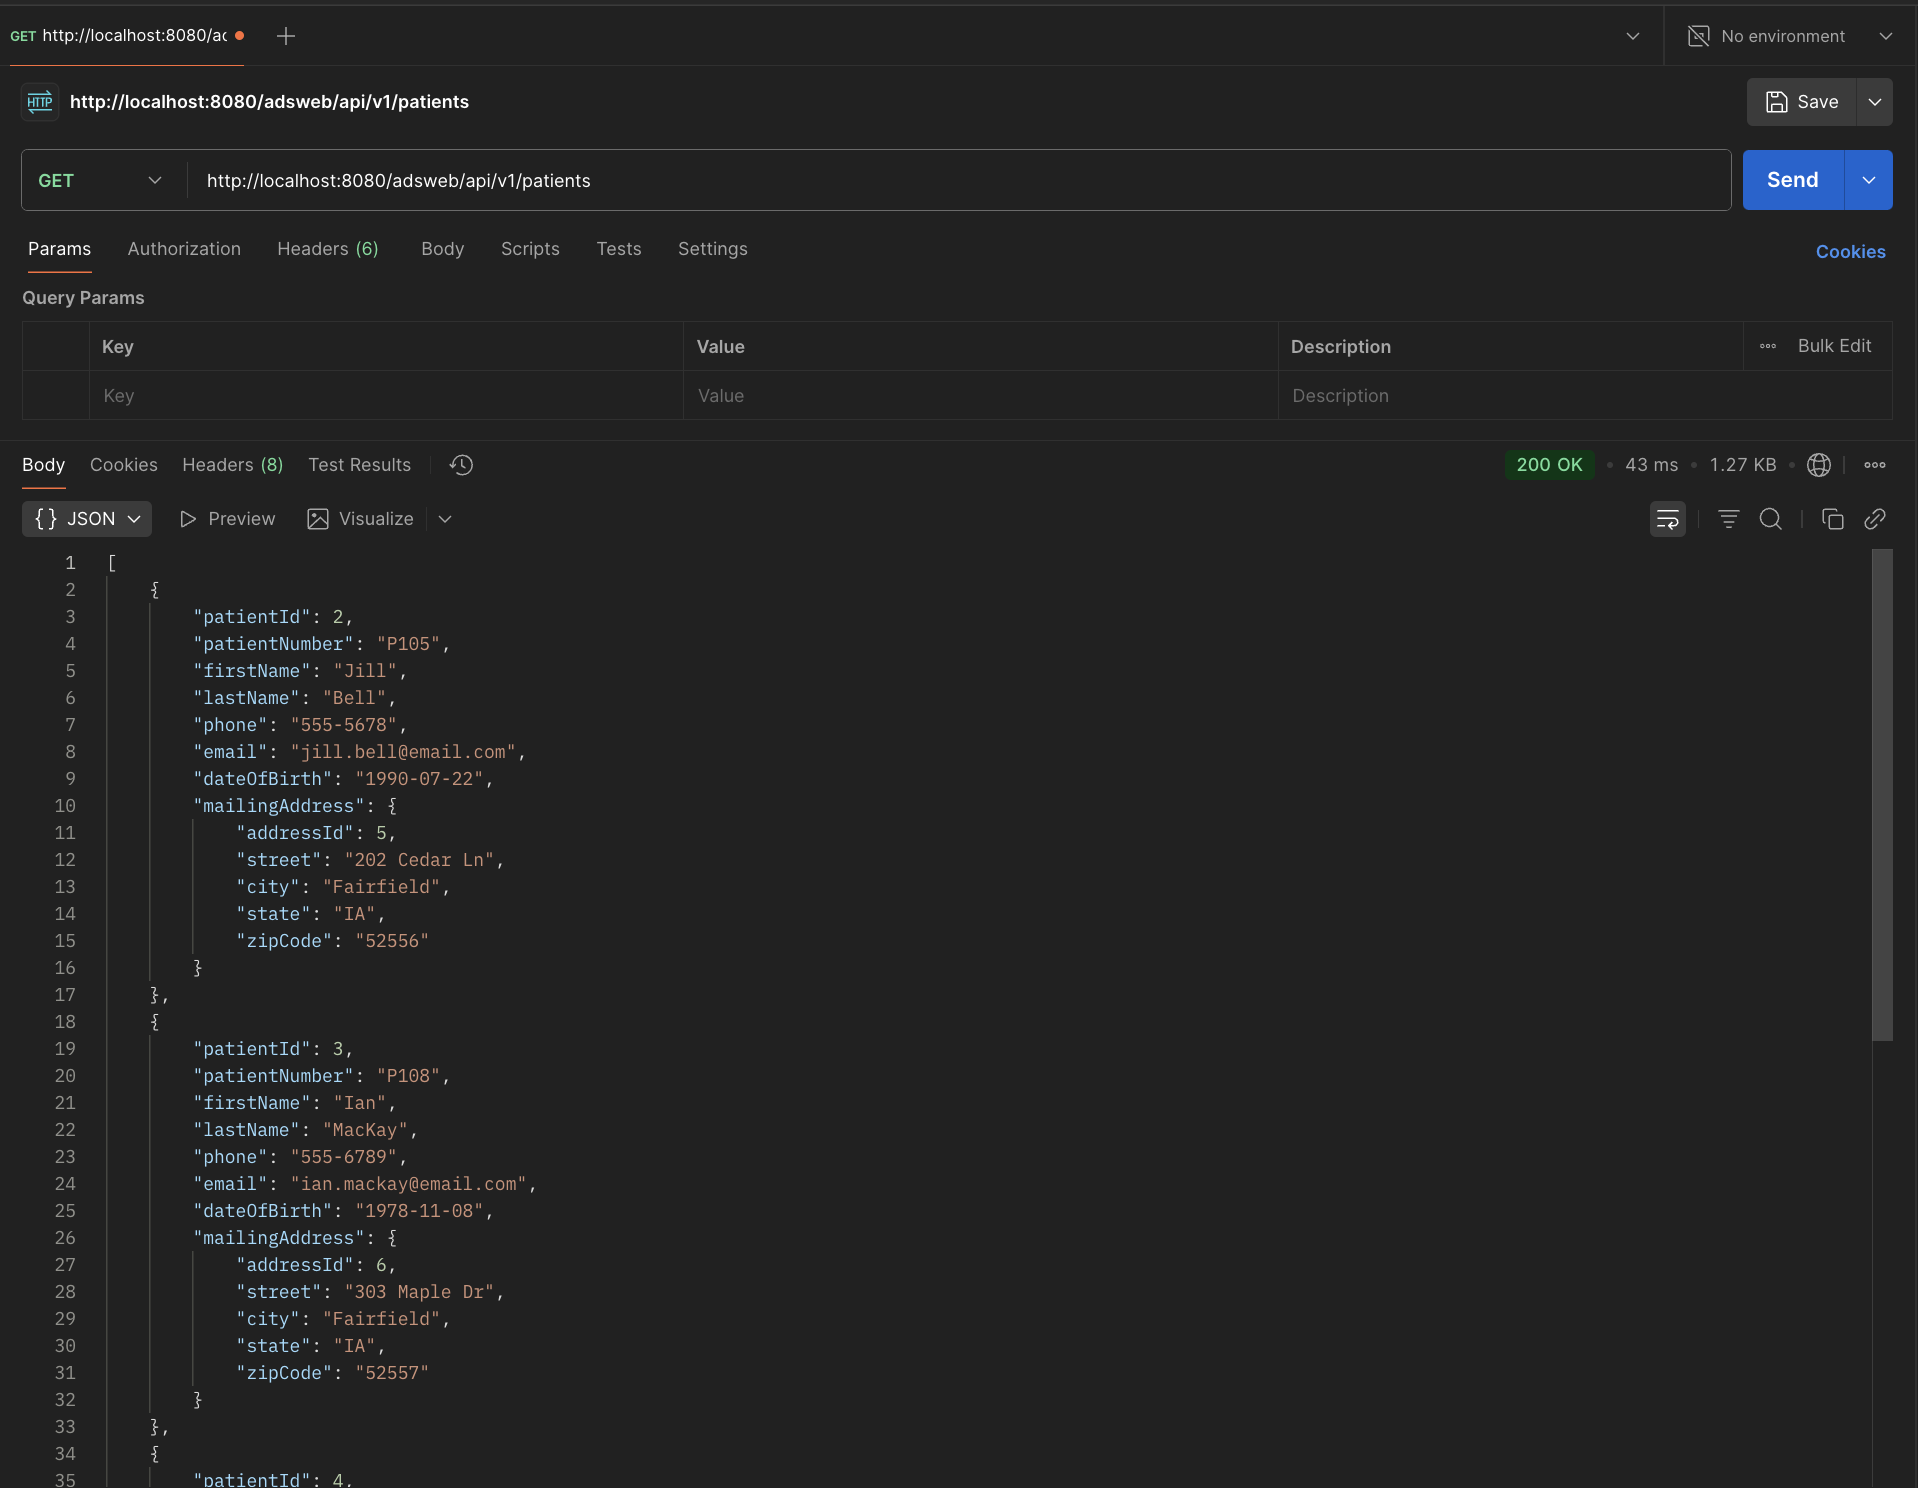 GET http://localhost:8080/ac
No environment
HTTP http://localhost:8080/adsweb/api/v1/patients
Save
GET http://localhost:8080/adsweb/api/v1/patients
Send
Params Authorization Headers (6) Body Scripts Tests Settings
Cookies
Query Params
Key Value Description ooo Bulk Edit
Key Value Description
Body Cookies Headers (8) Test Results
200 OK • 43 ms • 1.27 KB •
{} JSON Preview Visualize
1 [
2 {
3 "patientId": 2,
4 "patientNumber": "P105",
5 "firstName": "Jill",
6 "lastName": "Bell",
7 "phone": "555-5678",
8 "email": "jill.bell@email.com",
9 "dateOfBirth": "1990-07-22",
10 "mailingAddress": {
11 "addressId": 5,
12 "street": "202 Cedar Ln",
13 "city": "Fairfield",
14 "state": "IA",
15 "zipCode": "52556"
16 }
17 },
18 {
19 "patientId": 3,
20 "patientNumber": "P108",
21 "firstName": "Ian",
22 "lastName": "MacKay",
23 "phone": "555-6789",
24 "email": "ian.mackay@email.com",
25 "dateOfBirth": "1978-11-08",
26 "mailingAddress": {
27 "addressId": 6,
28 "street": "303 Maple Dr",
29 "city": "Fairfield",
30 "state": "IA",
31 "zipCode": "52557"
32 }
33 },
34 {
35 "patientId": 4,